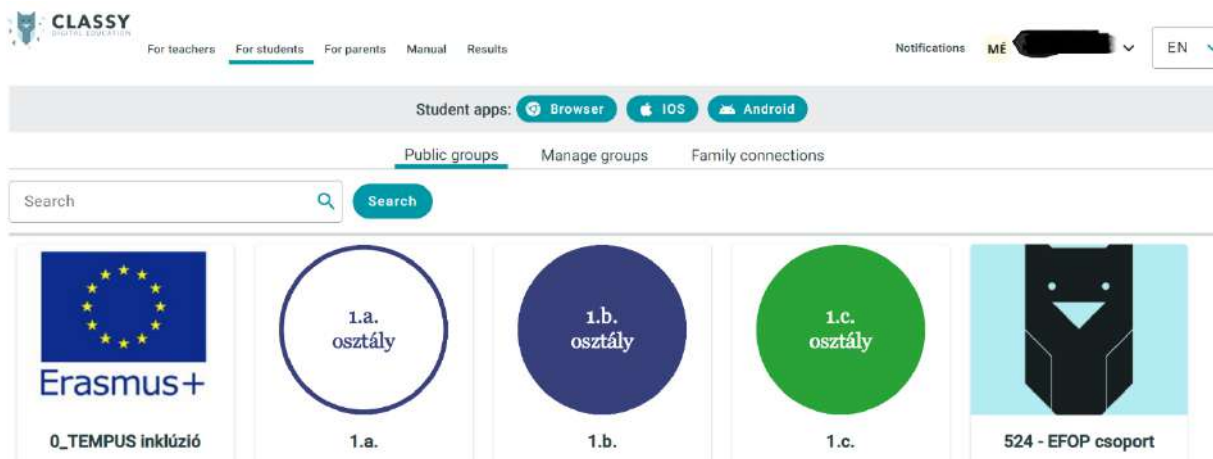 CLASSY
DIGITAL EDUCATION
For teachers For students For parents Manual Results
Notifications MÉ
EN
Student apps: Browser IOS Android
Public groups Manage groups Family connections
Search Search
1.a.
osztály
1.b.
osztály
1.c.
osztály
Erasmus+
0_TEMPUS inklúzió 1.a. 1.b. 1.c. 524 - EFOP csoport